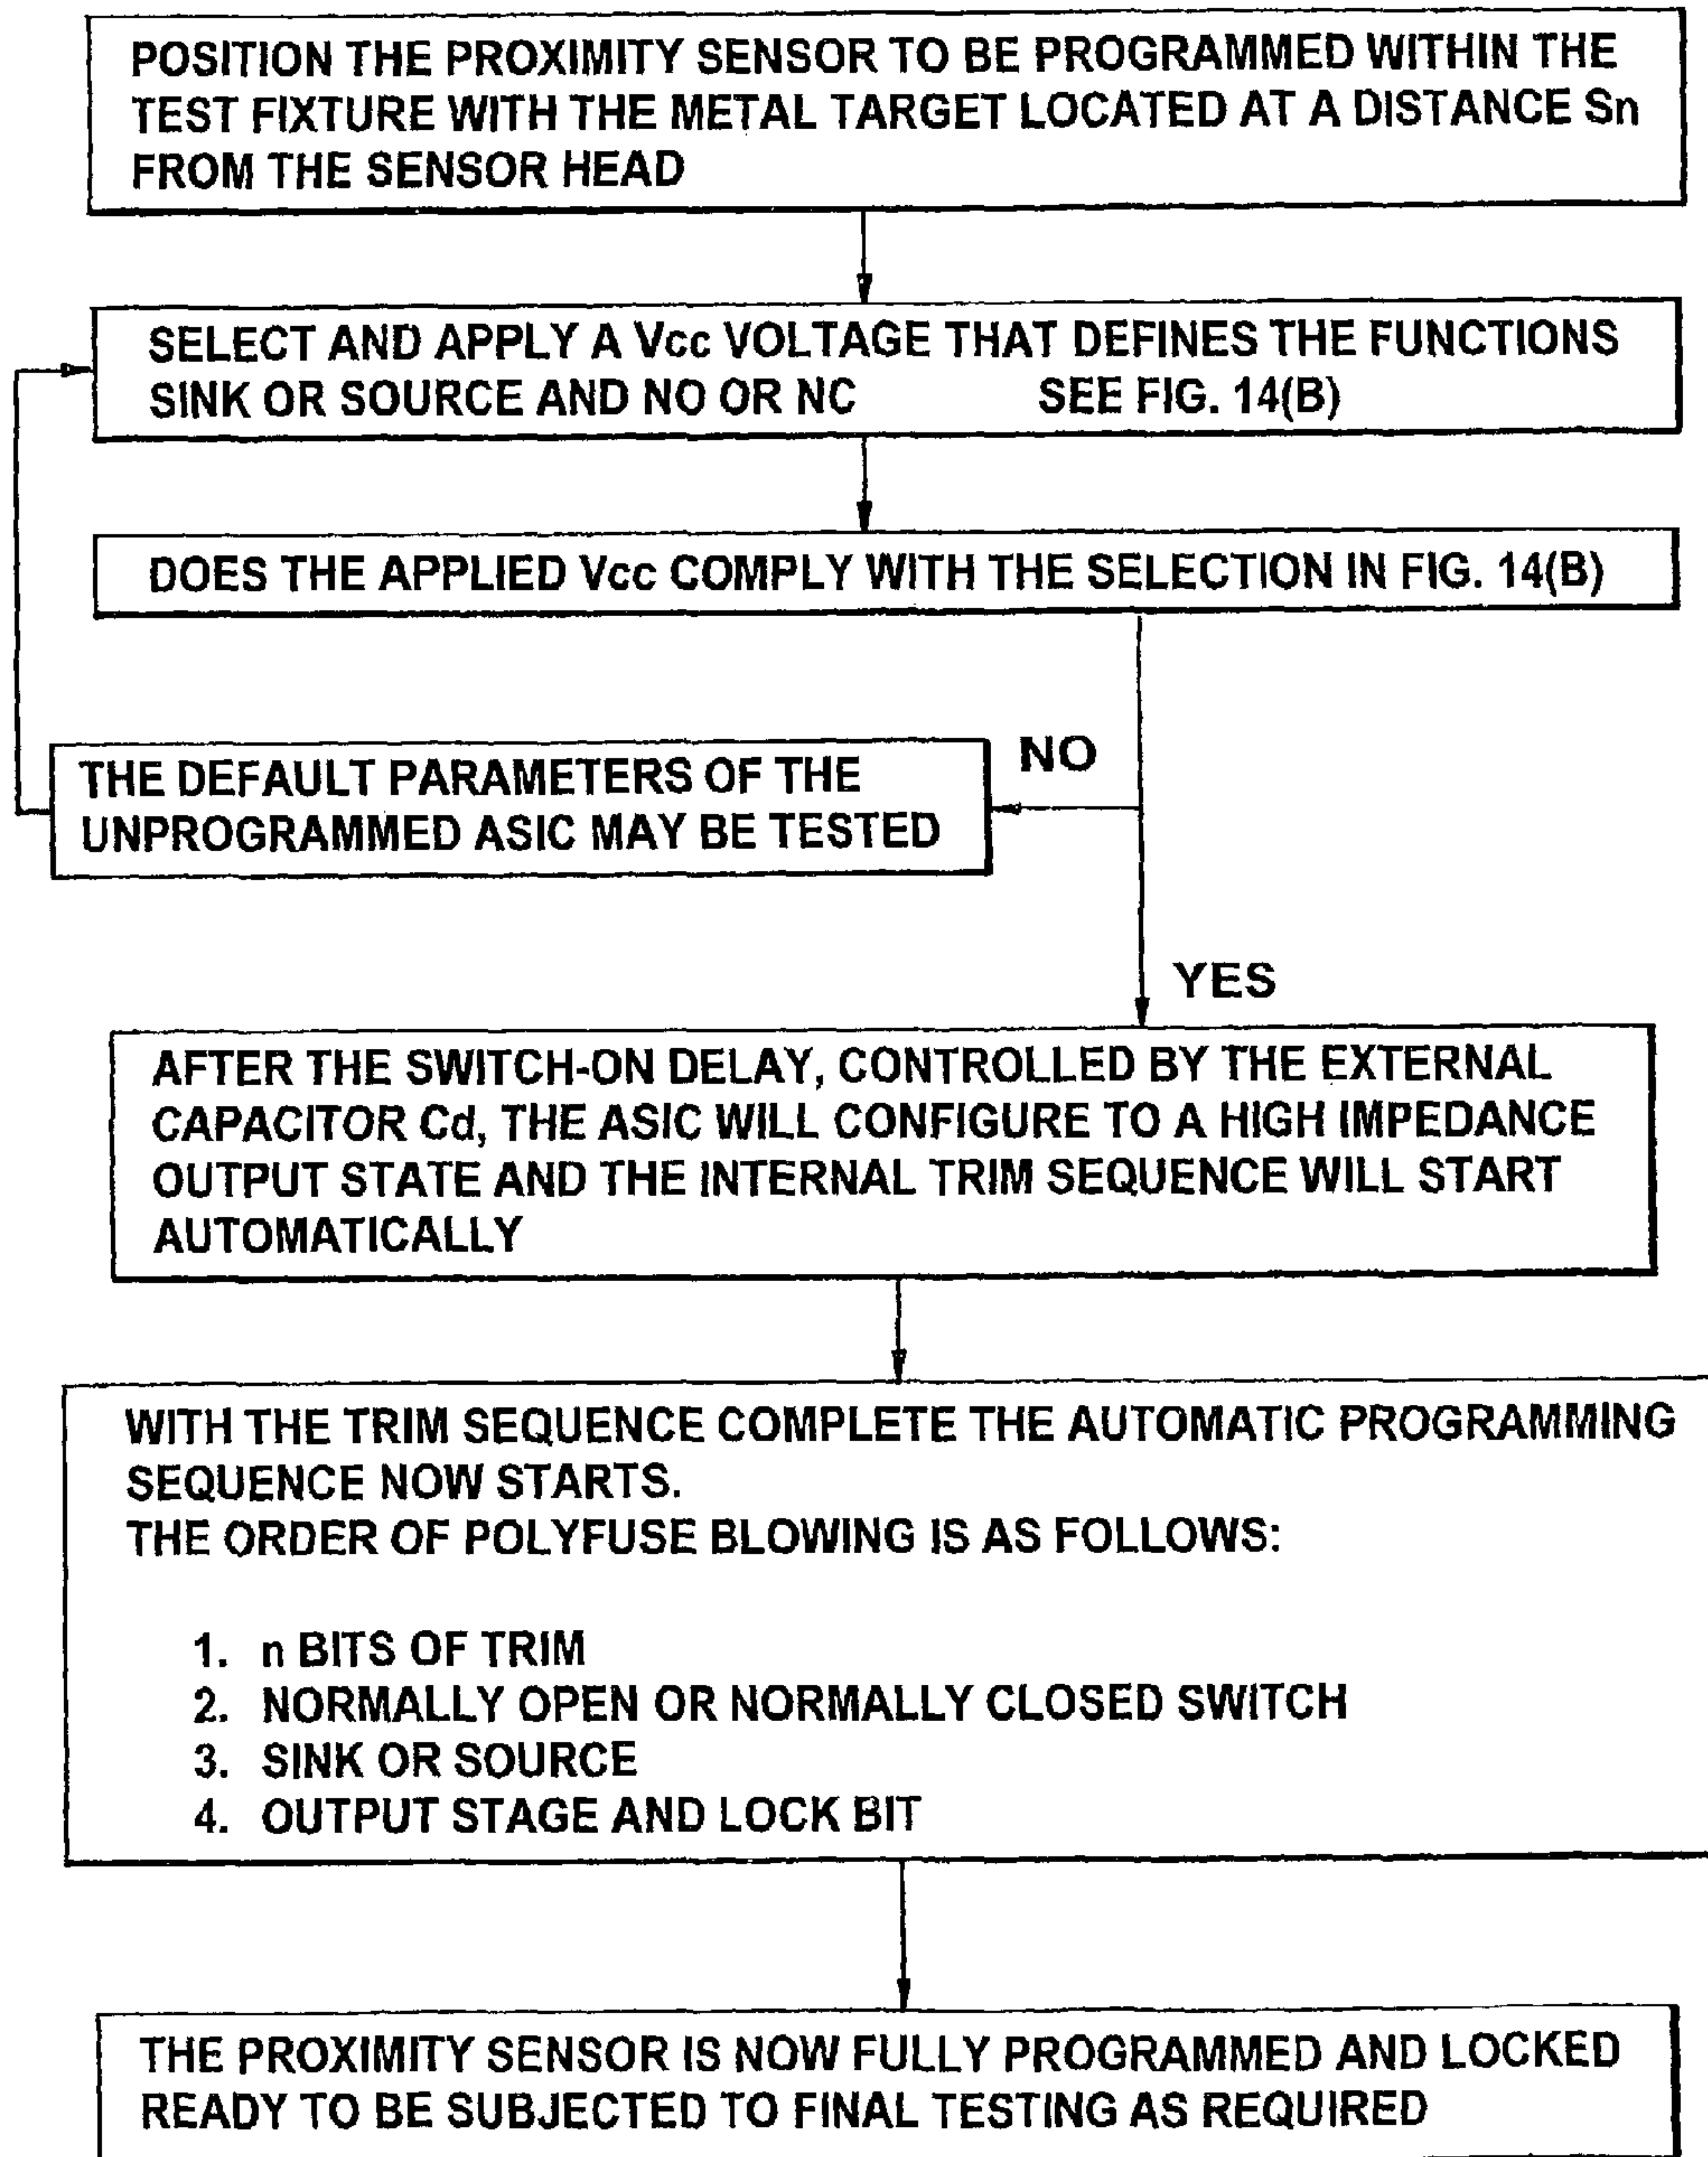 POSITION THE PROXIMITY SENSOR TO BE PROGRAMMED WITHIN THE
TEST FIXTURE WITH THE METAL TARGET LOCATED AT A DISTANCE Sn
FROM THE SENSOR HEAD
SELECT AND APPLY A Vcc VOLTAGE THAT DEFINES THE FUNCTIONS
SINK OR SOURCE AND NO OR NC SEE FIG. 14(B)
DOES THE APPLIED Vcc COMPLY WITH THE SELECTION IN FIG. 14(B)
NO
THE DEFAULT PARAMETERS OF THE
UNPROGRAMMED ASIC MAY BE TESTED
YES
AFTER THE SWITCH-ON DELAY, CONTROLLED BY THE EXTERNAL
CAPACITOR Cd, THE ASIC WILL CONFIGURE TO A HIGH IMPEDANCE
OUTPUT STATE AND THE INTERNAL TRIM SEQUENCE WILL START
AUTOMATICALLY
WITH THE TRIM SEQUENCE COMPLETE THE AUTOMATIC PROGRAMMING
SEQUENCE NOW STARTS.
THE ORDER OF POLYFUSE BLOWING IS AS FOLLOWS:
1. n BITS OF TRIM
2. NORMALLY OPEN OR NORMALLY CLOSED SWITCH
3. SINK OR SOURCE
4. OUTPUT STAGE AND LOCK BIT
THE PROXIMITY SENSOR IS NOW FULLY PROGRAMMED AND LOCKED
READY TO BE SUBJECTED TO FINAL TESTING AS REQUIRED